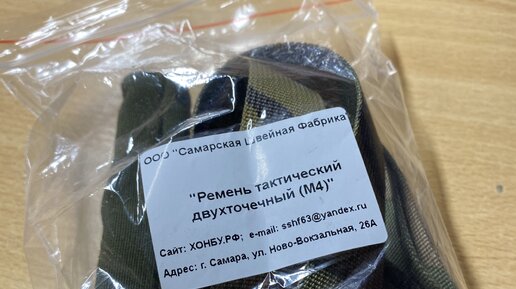 ООО "Самарская Швейная Фабрика
"Ремень тактический
двухточечный (М4)"
Сайт: ХОНБУ.РФ; e-mail: sshf63@yandex.ru
Адрес: г. Самара, ул. Ново-Вокзальная, 26А